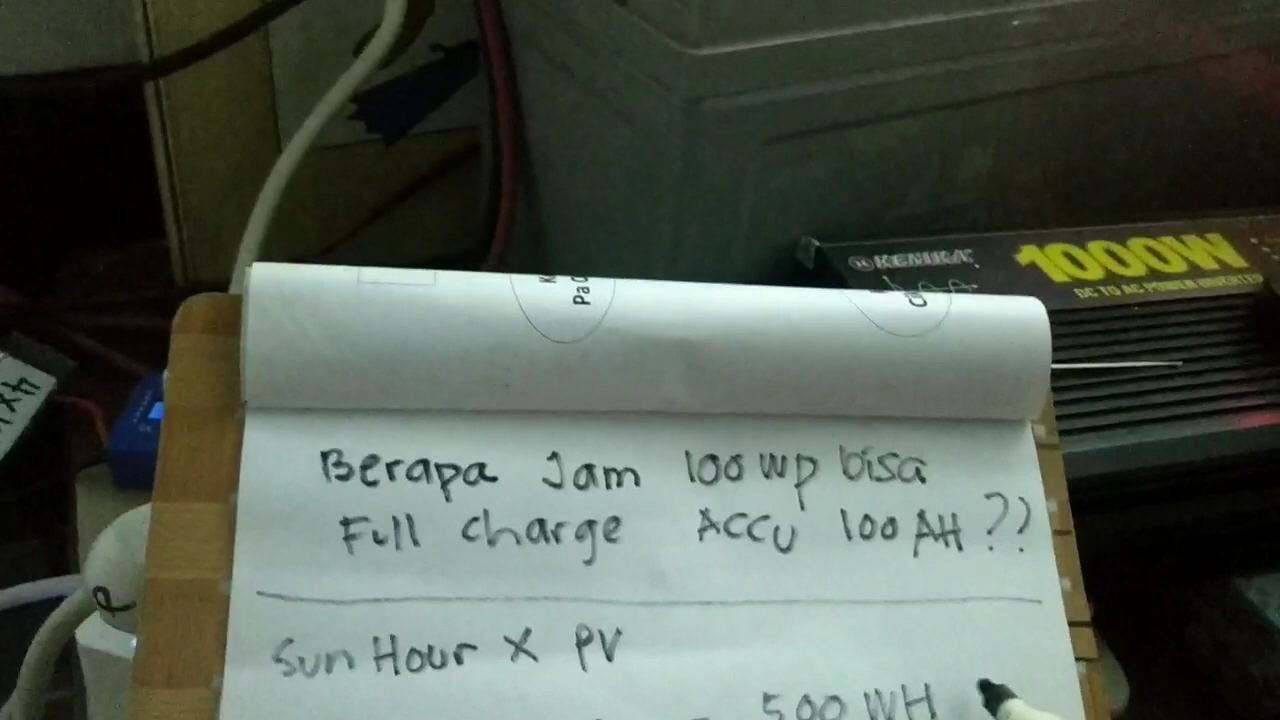 KENIKA
1000W
DC TO AC POWER INVERTER
Berapa Jam 100 wp bisa
Full charge ACCU 100 AH ??
Sun Hour X PV
500 WH